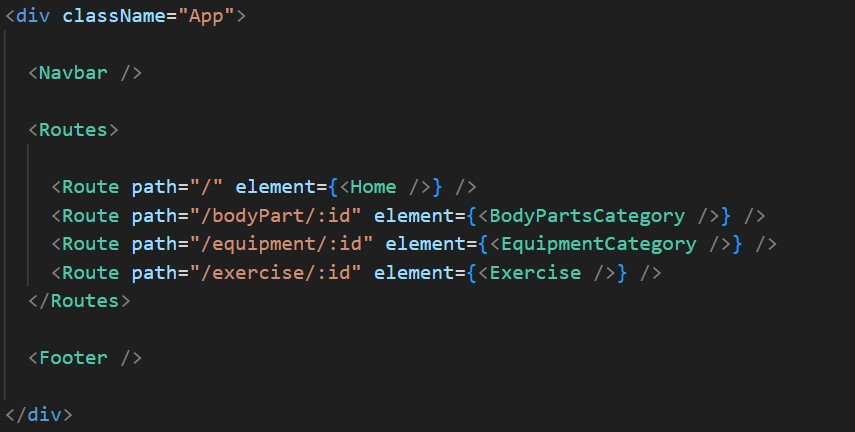 <div className="App">
<Navbar />
<Routes>
<Route path="/" element={<Home />} />
<Route path="/bodyPart/:id" element={<BodyPartsCategory />} />
<Route path="/equipment/:id" element={<EquipmentCategory />} />
<Route path="/exercise/:id" element={<Exercise />} />
</Routes>
<Footer />
</div>